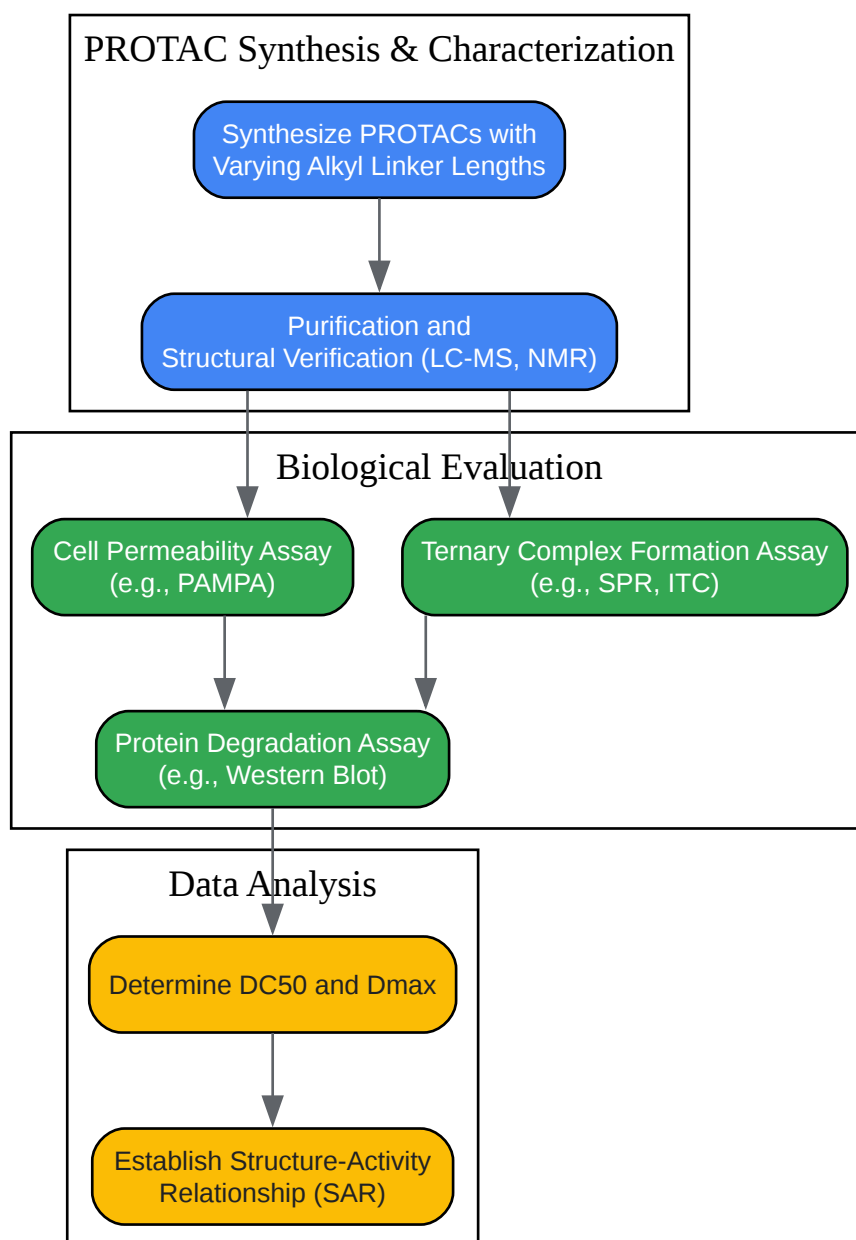 PROTAC Synthesis & Characterization
Synthesize PROTACs with
Varying Alkyl Linker Lengths
Purification and
Structural Verification (LC-MS, NMR)
Biological Evaluation
Cell Permeability Assay
(e.g., PAMPA)
Ternary Complex Formation Assay
(e.g., SPR, ITC)
Protein Degradation Assay
(e.g., Western Blot)
Data Analysis
Determine DC50 and Dmax
Establish Structure-Activity
Relationship (SAR)